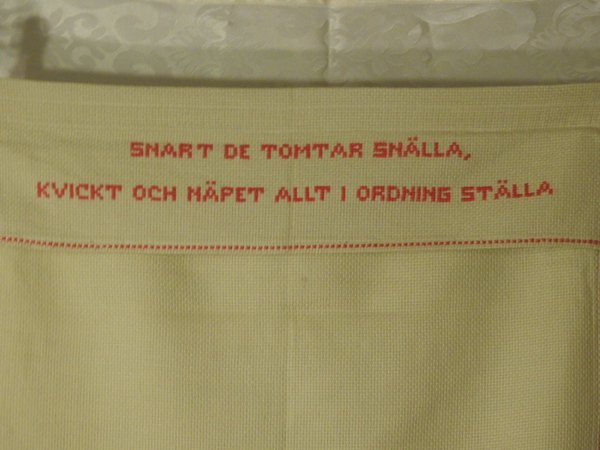 SNART DE TOMTAR SNÄLLA,
KVICKT OCH NÄPET ALLT I ORDNING STÄLLA